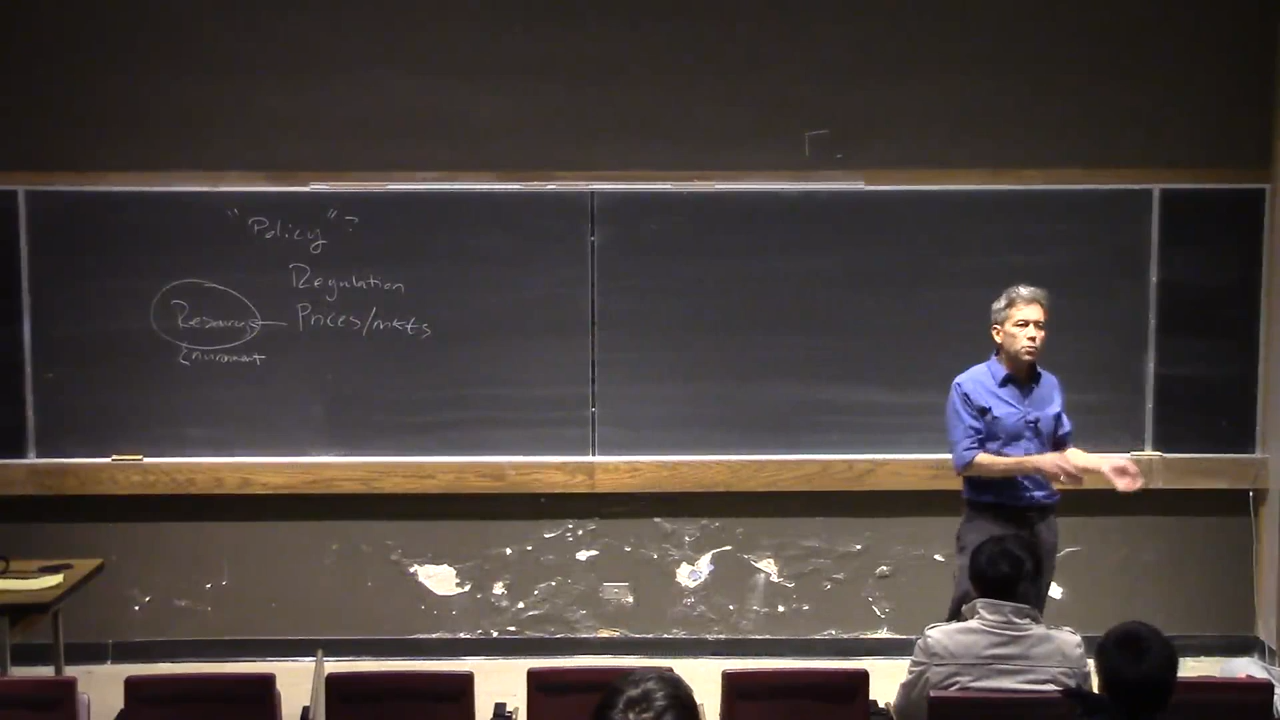 "Policy"?
Regulation
Resources Prices/mkts
Environment